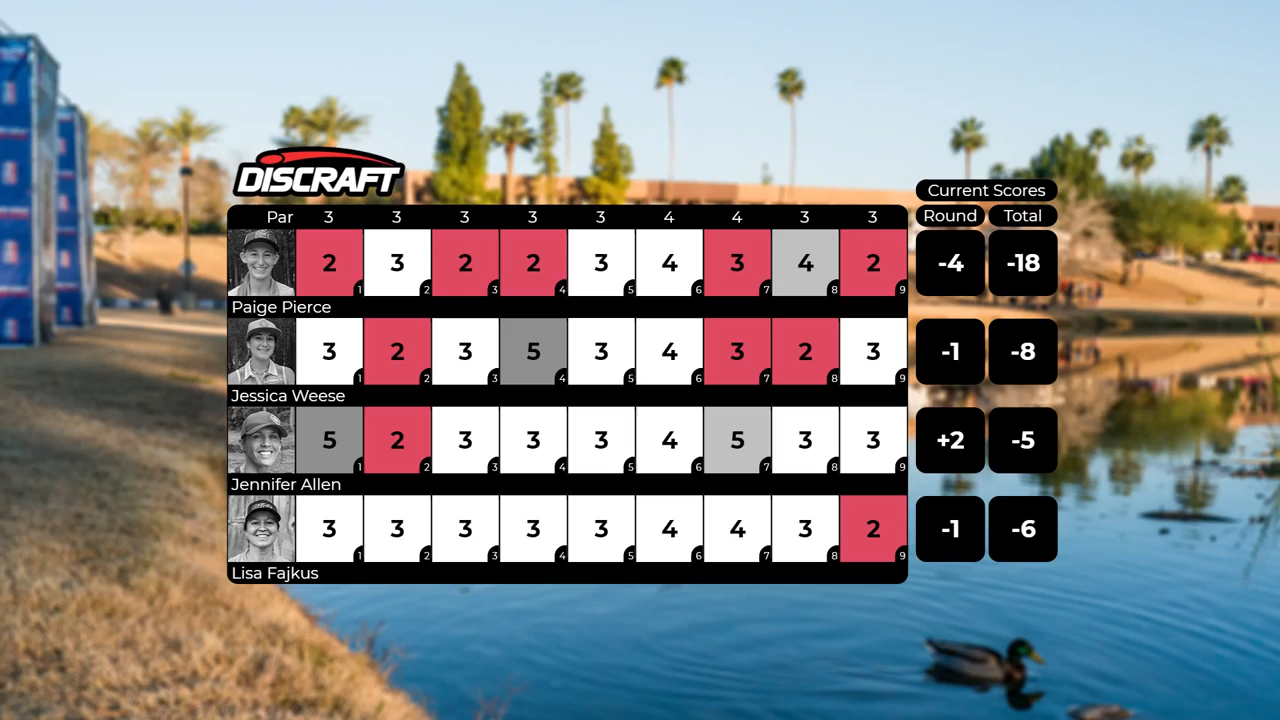 DISCRAFT
Current Scores
Par 3 3 3 3 3 4 4 3 3 Round Total
2 1 3 2 2 3 2 4 3 5 4 6 3 7 4 8 2 9 -4 -18
Paige Pierce
3 1 2 2 3 3 5 4 3 5 4 6 3 7 2 8 3 9 -1 -8
Jessica Weese
5 1 2 2 3 3 3 4 3 5 4 6 5 7 3 8 3 9 +2 -5
Jennifer Allen
3 1 3 2 3 3 3 4 3 5 4 6 4 7 3 8 2 9 -1 -6
Lisa Fajkus